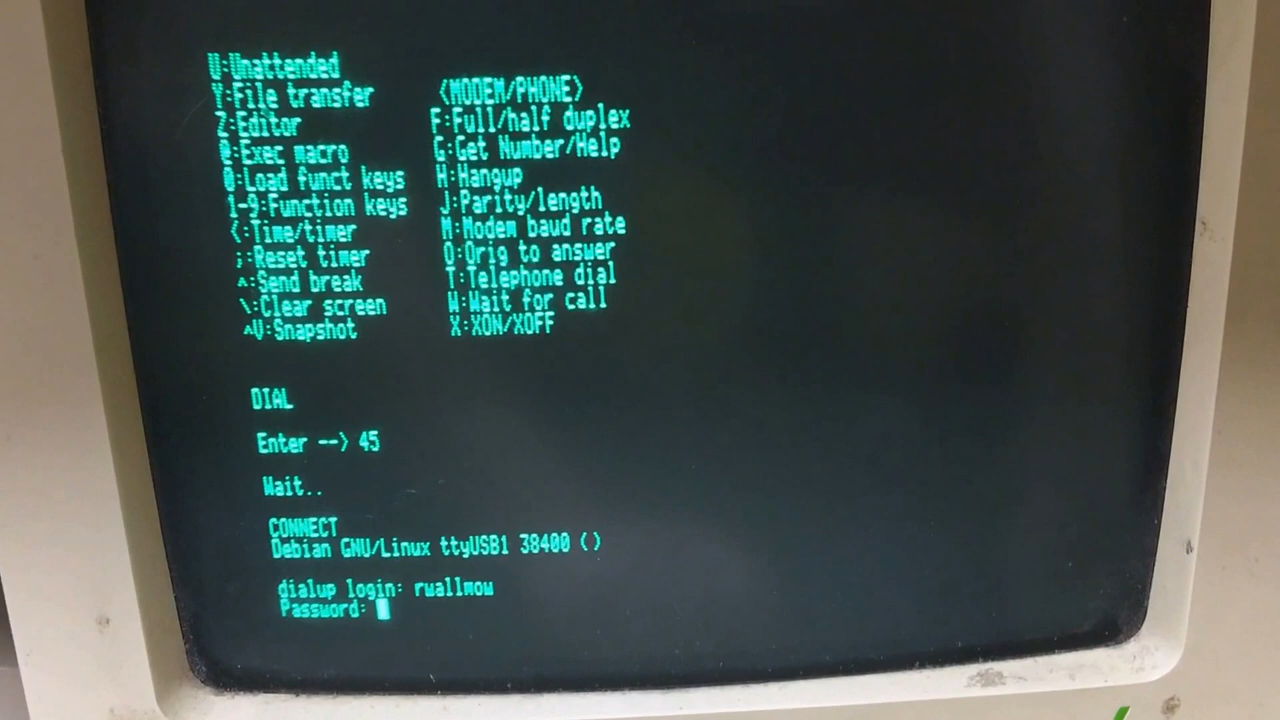 U:Unattended
Y:File transfer
Z:Editor
@:Exec macro
0:Load funct keys
1-9:Function keys
<:Time/timer
;:Reset timer
^:Send break
\:Clear screen
^V:Snapshot
<MODEM/PHONE>
F:Full/half duplex
G:Get Number/Help
H:Hangup
J:Parity/length
M:Modem baud rate
O:Orig to answer
T:Telephone dial
W:Wait for call
X:XON/XOFF
DIAL
Enter --> 45
Wait..
CONNECT
Debian GNU/Linux ttyUSB1 38400 ()
dialup login: rwallmow
Password: